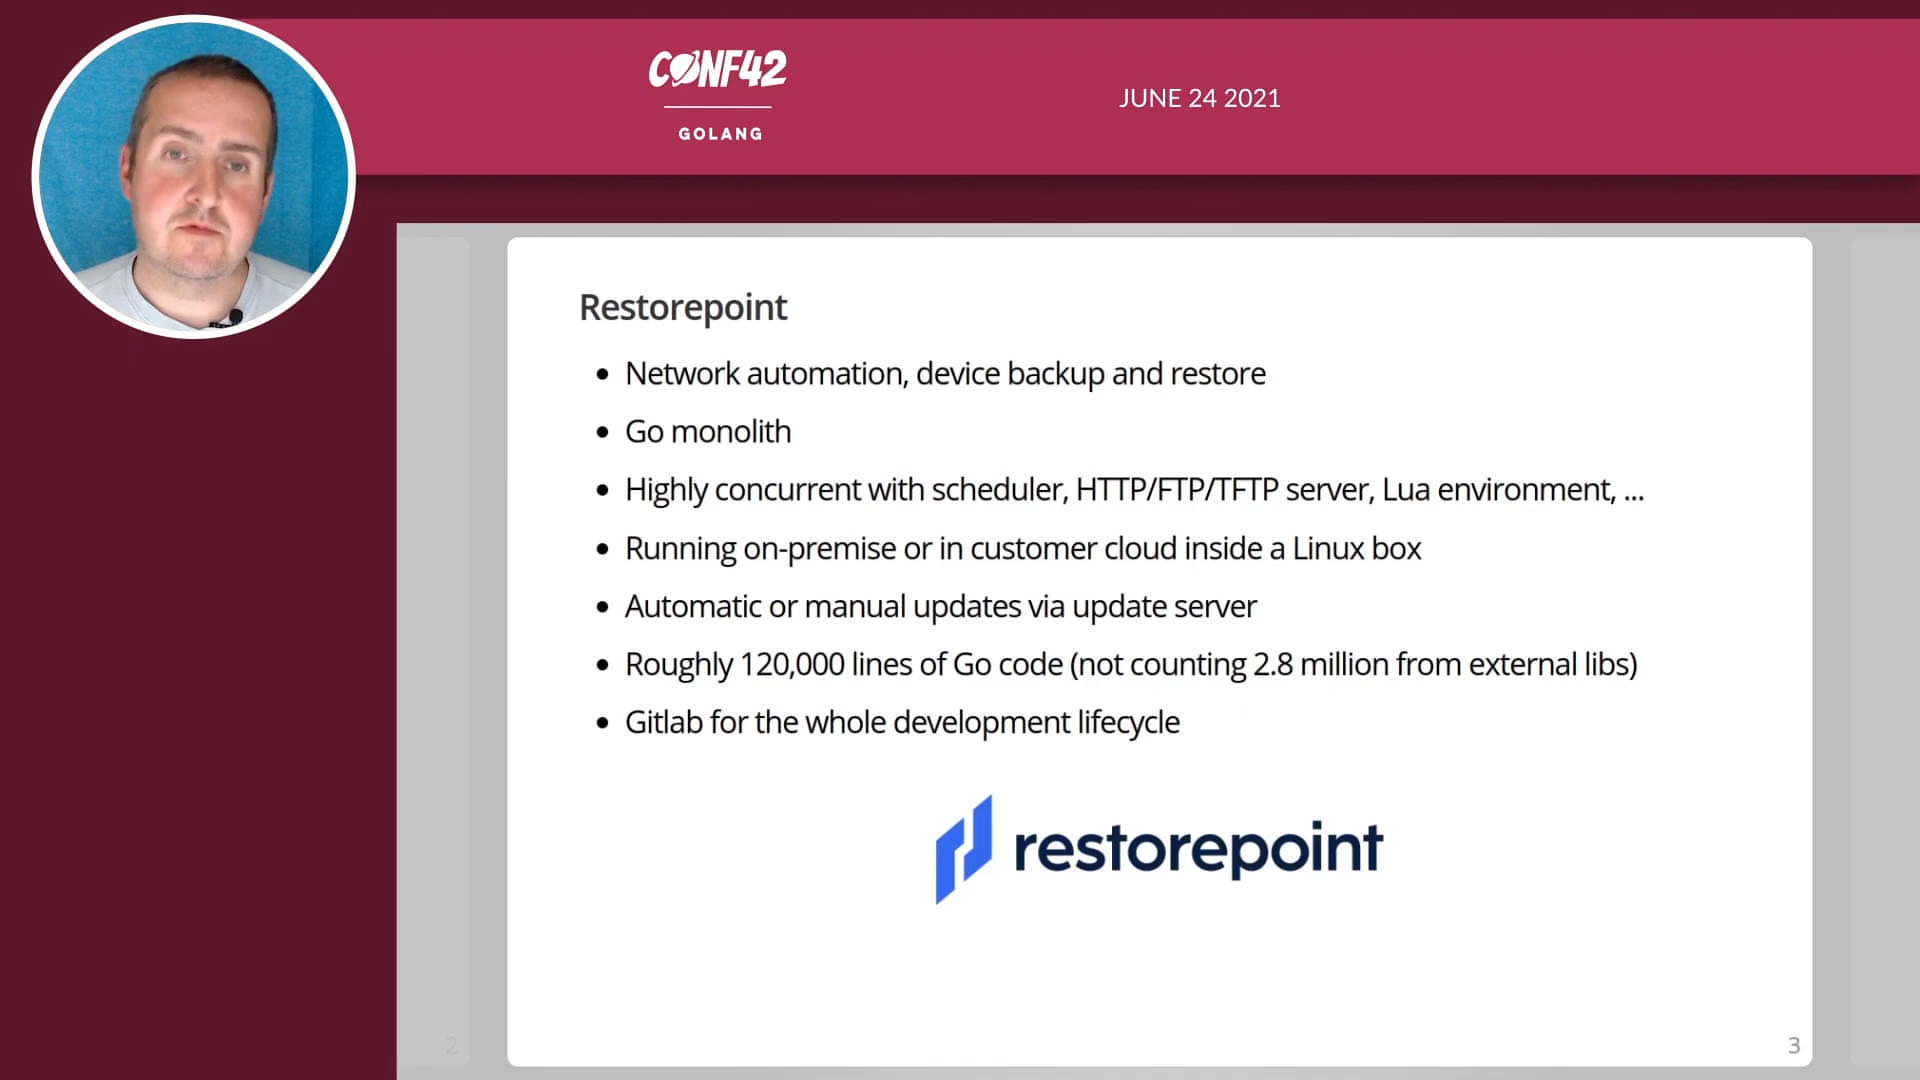 CONF42
GOLANG
JUNE 24 2021
Restorepoint
• Network automation, device backup and restore
• Go monolith
• Highly concurrent with scheduler, HTTP/FTP/TFTP server, Lua environment, ...
• Running on-premise or in customer cloud inside a Linux box
• Automatic or manual updates via update server
• Roughly 120,000 lines of Go code (not counting 2.8 million from external libs)
• Gitlab for the whole development lifecycle
restorepoint
2
3